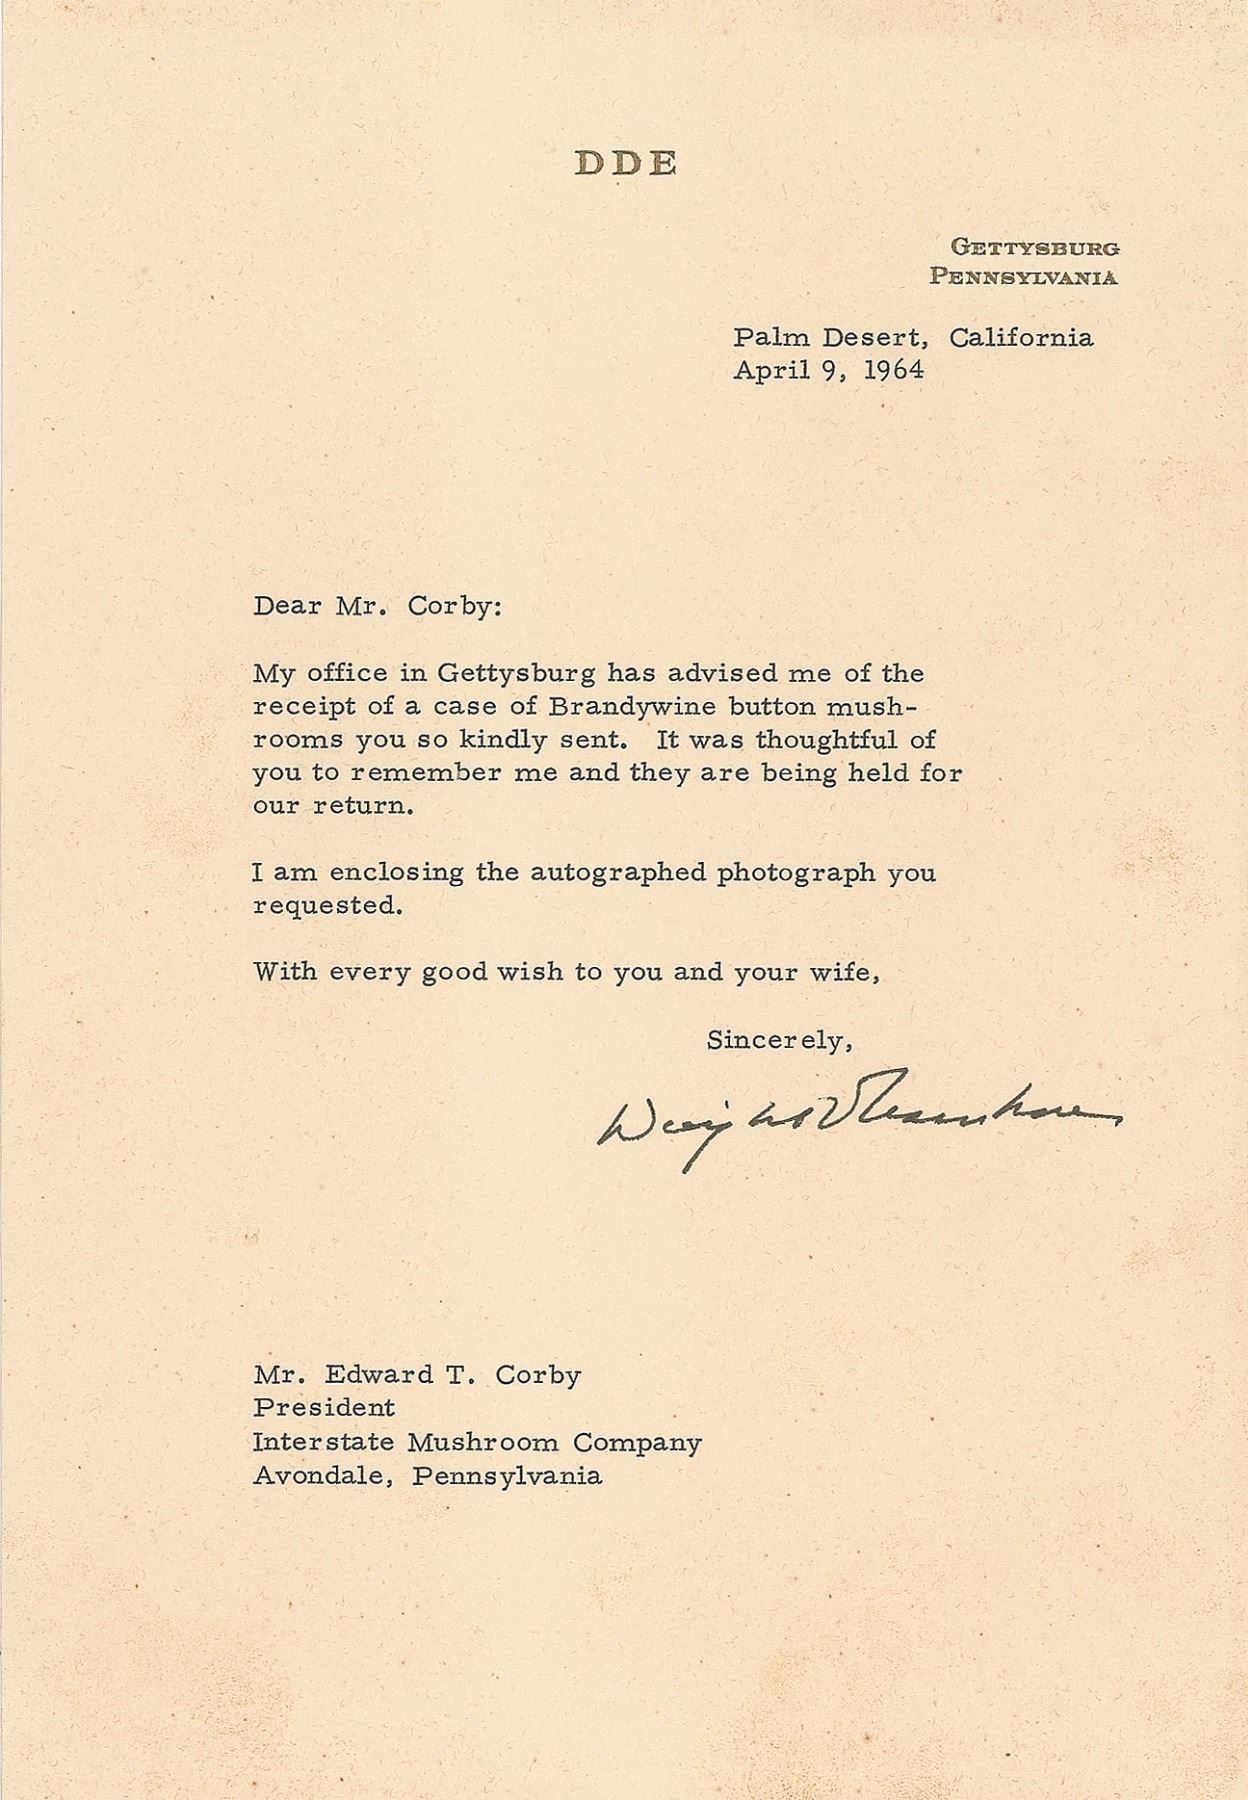 DDE
GETTYSBURG
PENNSYLVANIA
Palm Desert, California
April 9, 1964
Dear Mr. Corby:
My office in Gettysburg has advised me of the
receipt of a case of Brandywine button mush-
rooms you so kindly sent. It was thoughtful of
you to remember me and they are being held for
our return.
I am enclosing the autographed photograph you
requested.
With every good wish to you and your wife,
Sincerely,
Dwight D Eisenhower
Mr. Edward T. Corby
President
Interstate Mushroom Company
Avondale, Pennsylvania